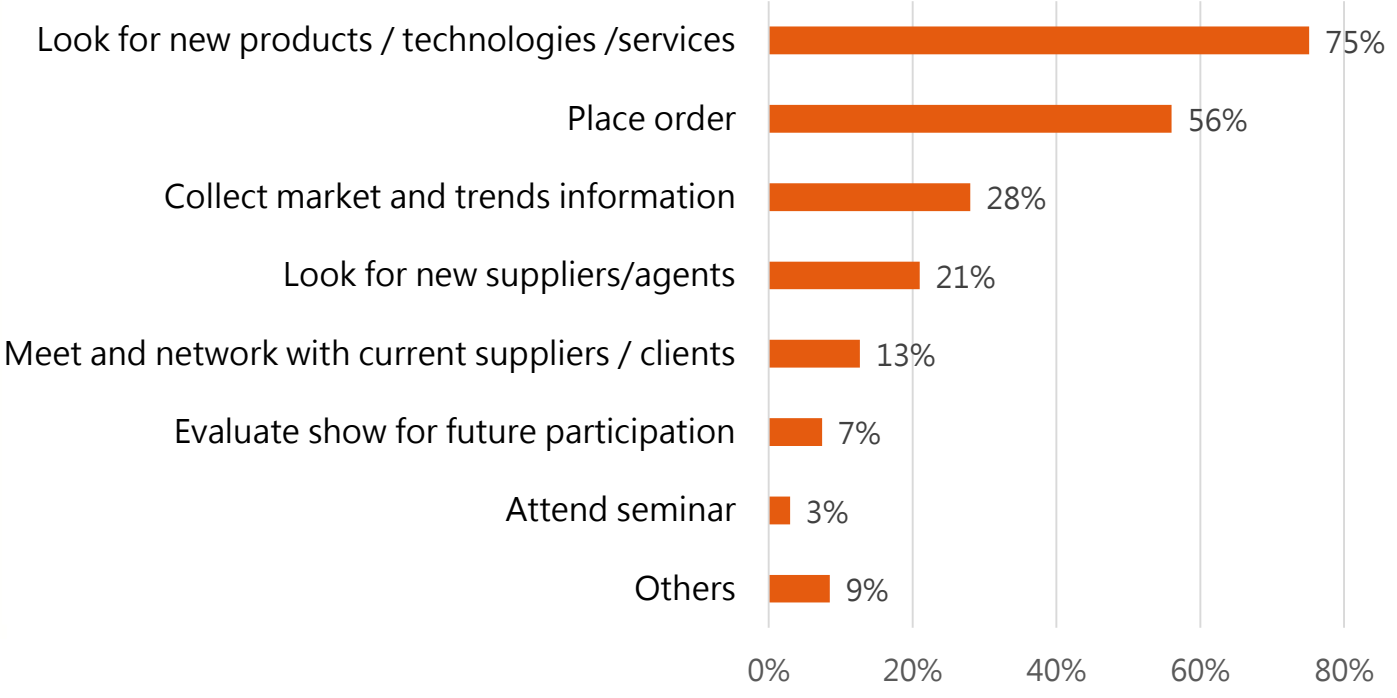 Look for new products / technologies /services 75%
Place order 56%
Collect market and trends information 28%
Look for new suppliers/agents 21%
Meet and network with current suppliers / clients 13%
Evaluate show for future participation 7%
Attend seminar 3%
Others 9%
0% 20% 40% 60% 80%